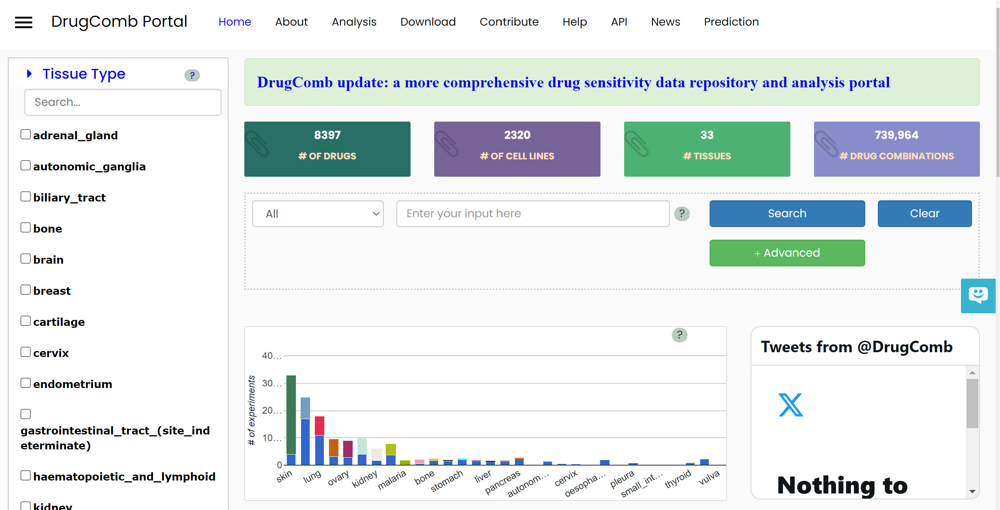 DrugComb Portal
Home
About
Analysis
Download
Contribute
Help
API
News
Prediction
Tissue Type
?
Search...
adrenal_gland
autonomic_ganglia
biliary_tract
bone
brain
breast
cartilage
cervix
endometrium
gastrointestinal_tract_(site_ind
eterminate)
haematopoietic_and_lymphoid
kidney
DrugComb update: a more comprehensive drug sensitivity data repository and analysis portal
8397
# OF DRUGS
2320
# OF CELL LINES
33
# TISSUES
739,964
# DRUG COMBINATIONS
All
Enter your input here
?
Search
Clear
+ Advanced
?
# of experiments
40...
30...
20...
10...
0
skin
lung
ovary
kidney
malaria
bone
stomach
liver
pancreas
autonom...
cervix
oesopha...
pleura
small_int...
thyroid
vulva
Tweets from @DrugComb
Nothing to